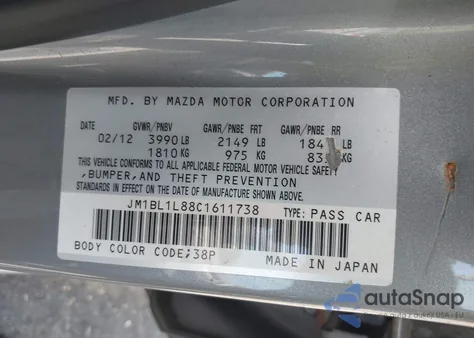 MFD. BY MAZDA MOTOR CORPORATION
GVWR/PNBV GAWR/PNBE FRT GAWR/PNBE RR
02/12 3990LB 2149 LB LB
1810KG 975 KG KG
THIS VEHICLE CONFORMS TO ALL APPLICABLE FEDERAL MOTOR VEHICLE SAFETY
,BUMPER,AND THEFT PREVENTION
STANDARDS IN EFFECT ON THE DATE OF MANUFACTURE SHOWN ABOVE.
JM1BL1L88C1611738 TYPE: PASS CAR
BODY COLOR CODE;38P MADE IN JAPAN
autoSnap